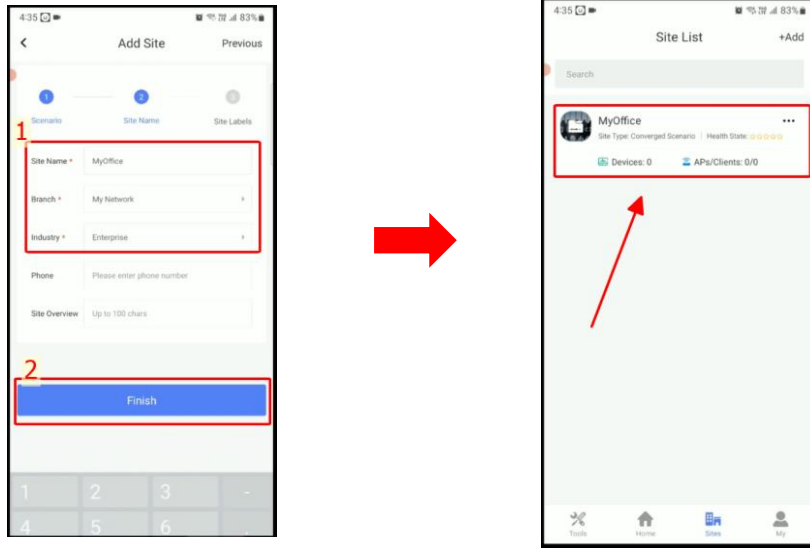 4:35 83%
Add Site Previous
1 2 3
Scenario Site Name Site Labels
1
Site Name * MyOffice
Branch * My Network
Industry * Enterprise
Phone Please enter phone number
Site Overview Up to 100 chars
2
Finish
1 2 3 -
4 5 6 .
4:35 83%
Site List +Add
Search
MyOffice
Site Type: Converged Scenario | Health State:
Devices: 0 APs/Clients: 0/0
Tools Home Sites My